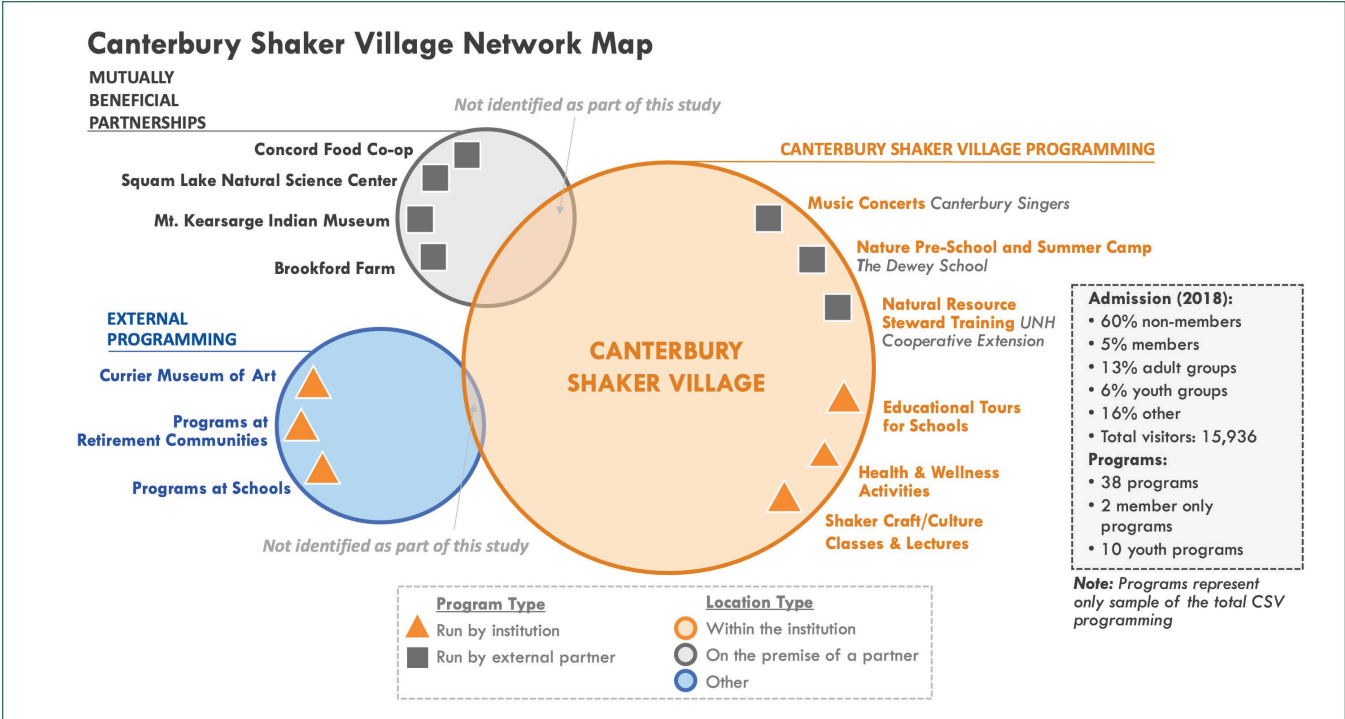 Canterbury Shaker Village Network Map
MUTUALLY
BENEFICIAL
PARTNERSHIPS
Not identified as part of this study
Concord Food Co-op
Squam Lake Natural Science Center
Mt. Kearsarge Indian Museum
Brookford Farm
EXTERNAL
PROGRAMMING
Currier Museum of Art
Programs at
Retirement Communities
Programs at Schools
Not identified as part of this study
CANTERBURY
SHAKER VILLAGE
CANTERBURY SHAKER VILLAGE PROGRAMMING
Music Concerts Canterbury Singers
Nature Pre-School and Summer Camp
The Dewey School
Natural Resource
Steward Training UNH
Cooperative Extension
Educational Tours
for Schools
Health & Wellness
Activities
Shaker Craft/Culture
Classes & Lectures
Admission (2018):
• 60% non-members
• 5% members
• 13% adult groups
• 6% youth groups
• 16% other
• Total visitors: 15,936
Programs:
• 38 programs
• 2 member only
programs
• 10 youth programs
Note: Programs represent
only sample of the total CSV
programming
Program Type
Run by institution
Run by external partner
Location Type
Within the institution
On the premise of a partner
Other